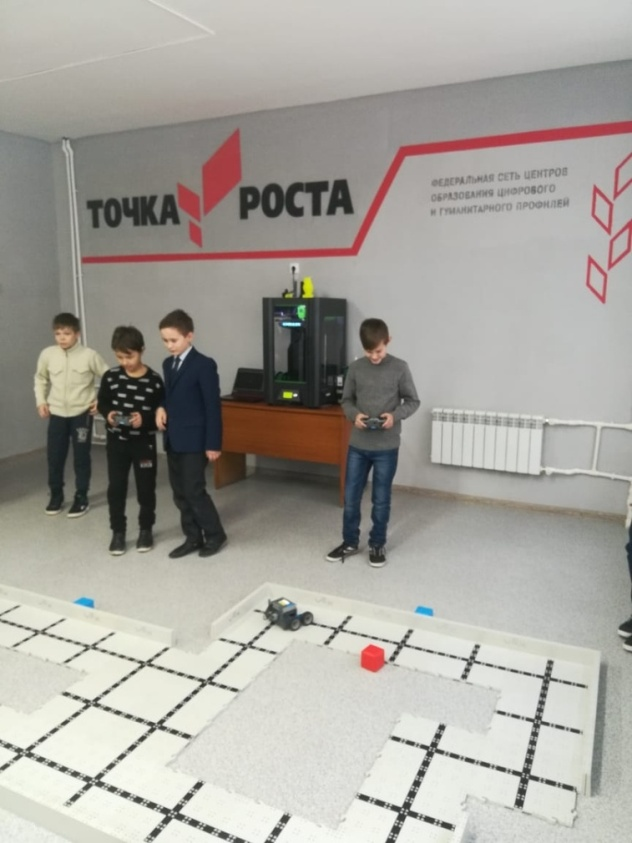 ТОЧКА РОСТА
ФЕДЕРАЛЬНАЯ СЕТЬ ЦЕНТРОВ
ОБРАЗОВАНИЯ ЦИФРОВОГО
И ГУМАНИТАРНОГО ПРОФИЛЕЙ